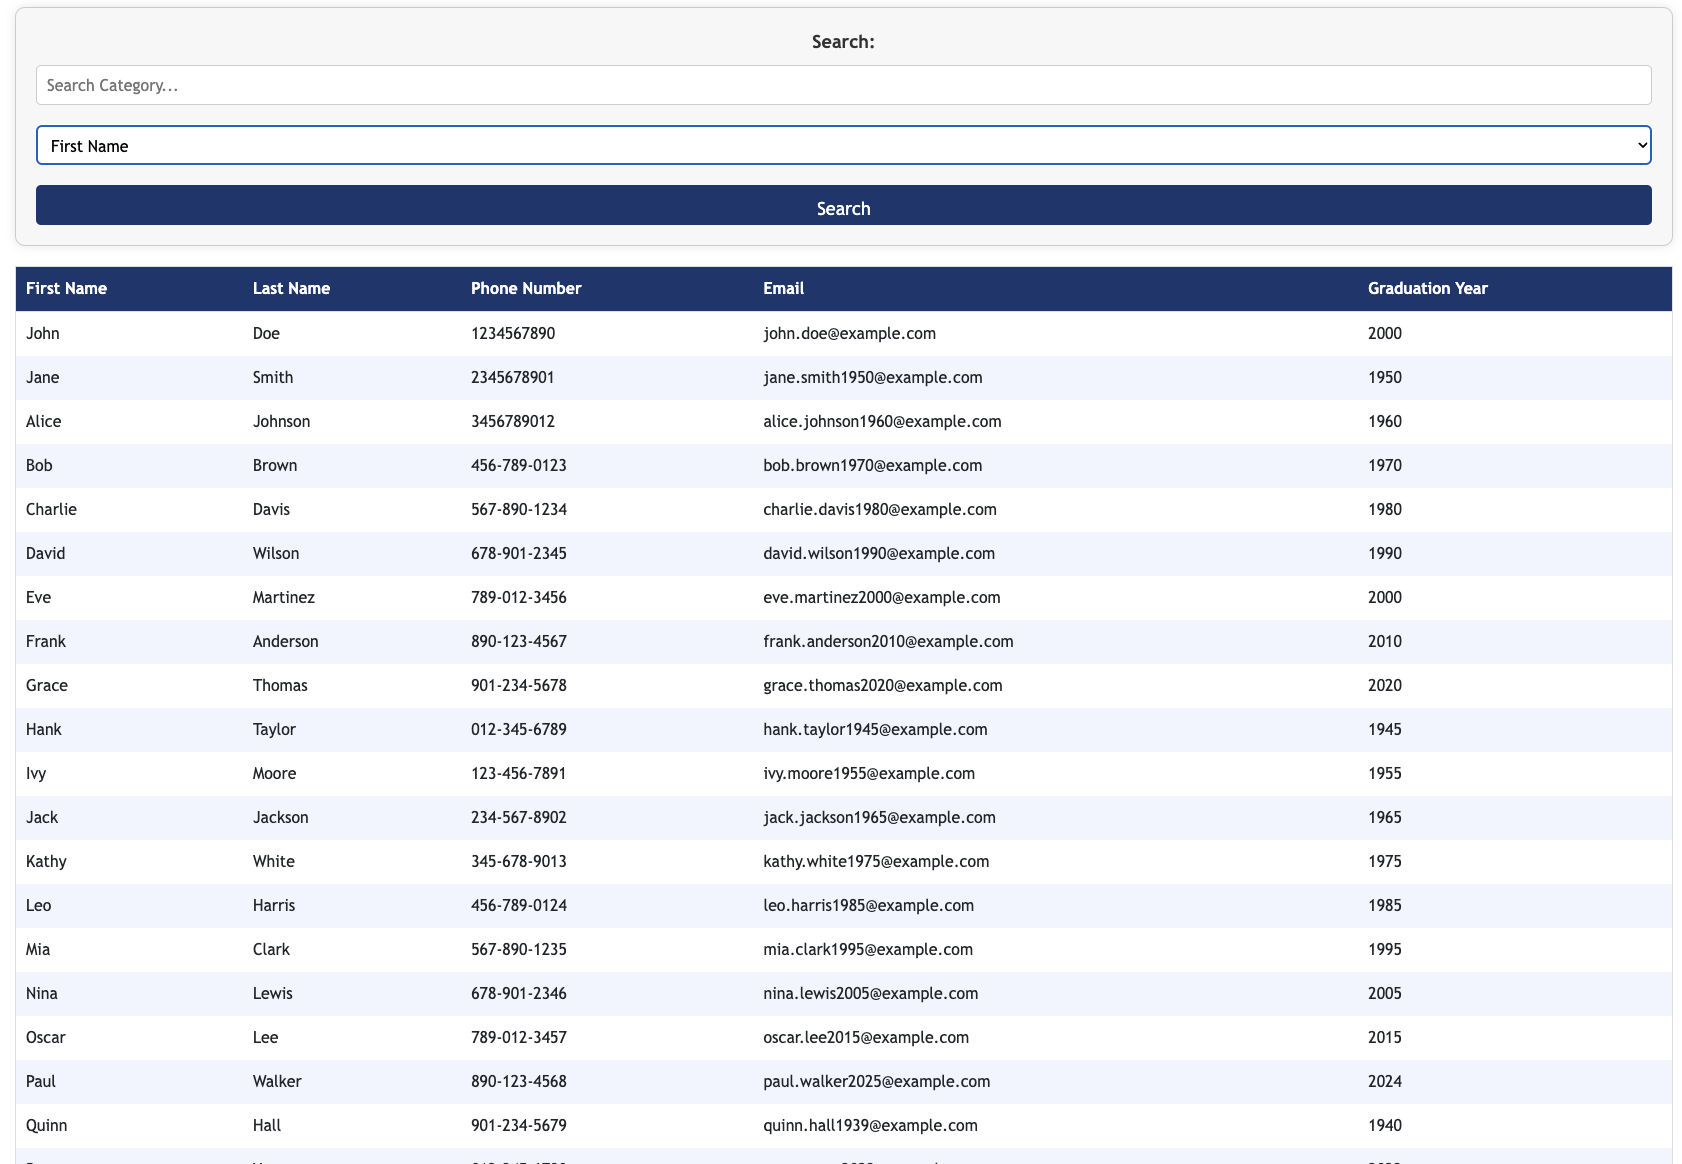 Search:
Search Category...
First Name
Search
First Name Last Name Phone Number Email Graduation Year
John Doe 1234567890 john.doe@example.com 2000
Jane Smith 2345678901 jane.smith1950@example.com 1950
Alice Johnson 3456789012 alice.johnson1960@example.com 1960
Bob Brown 456-789-0123 bob.brown1970@example.com 1970
Charlie Davis 567-890-1234 charlie.davis1980@example.com 1980
David Wilson 678-901-2345 david.wilson1990@example.com 1990
Eve Martinez 789-012-3456 eve.martinez2000@example.com 2000
Frank Anderson 890-123-4567 frank.anderson2010@example.com 2010
Grace Thomas 901-234-5678 grace.thomas2020@example.com 2020
Hank Taylor 012-345-6789 hank.taylor1945@example.com 1945
Ivy Moore 123-456-7891 ivy.moore1955@example.com 1955
Jack Jackson 234-567-8902 jack.jackson1965@example.com 1965
Kathy White 345-678-9013 kathy.white1975@example.com 1975
Leo Harris 456-789-0124 leo.harris1985@example.com 1985
Mia Clark 567-890-1235 mia.clark1995@example.com 1995
Nina Lewis 678-901-2346 nina.lewis2005@example.com 2005
Oscar Lee 789-012-3457 oscar.lee2015@example.com 2015
Paul Walker 890-123-4568 paul.walker2025@example.com 2024
Quinn Hall 901-234-5679 quinn.hall1939@example.com 1940